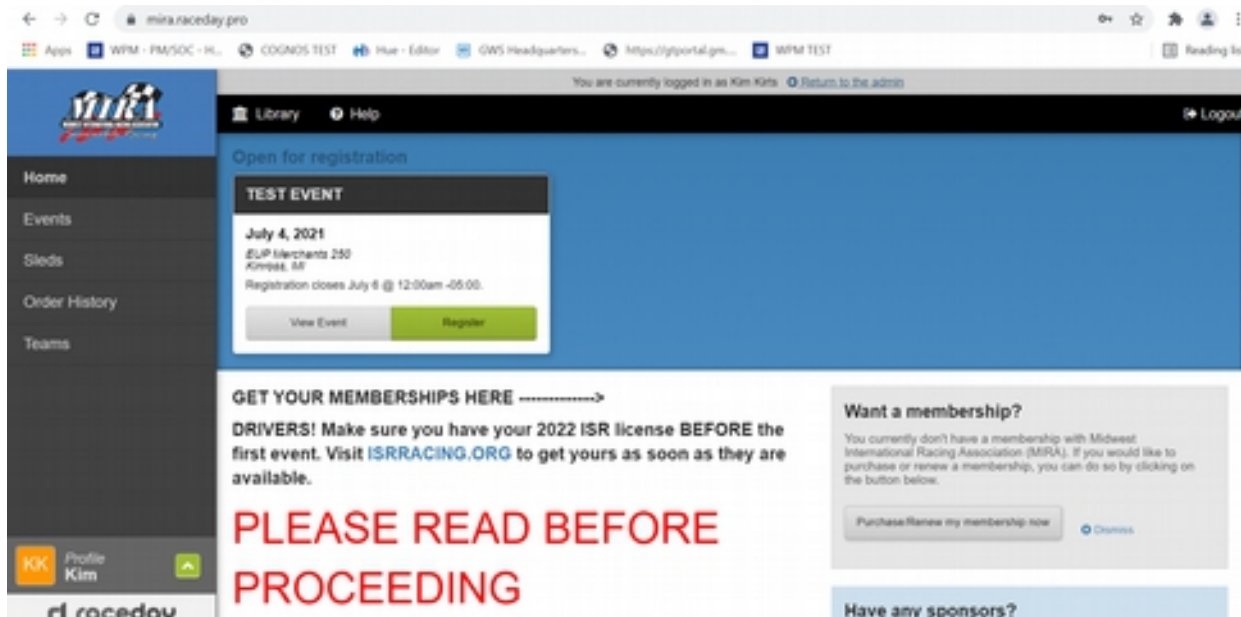 mira.raceday.pro
Apps WPM - PM/SOC - H... COGNOS TEST Hue - Editor GWS Headquarters... WPM TEST Reading lis
You are currently logged in as Kim Kirts Return to the admin
MIRA
Library Help Logout
Home
Events
Sleds
Order History
Teams
Profile
KK Kim
raceday
Open for registration
TEST EVENT
July 4, 2021
EUP Merchants 250
Kinross, MI
Registration closes July 6 @ 12:00am -05:00.
View Event Register
GET YOUR MEMBERSHIPS HERE ------------->
DRIVERS! Make sure you have your 2022 ISR license BEFORE the
first event. Visit ISRRACING.ORG to get yours as soon as they are
available.
PLEASE READ BEFORE
PROCEEDING
Want a membership?
You currently don't have a membership with Midwest
International Racing Association (MIRA). If you would like to
purchase or renew a membership, you can do so by clicking on
the button below.
Purchase/Renew my membership now Dismiss
Have any sponsors?